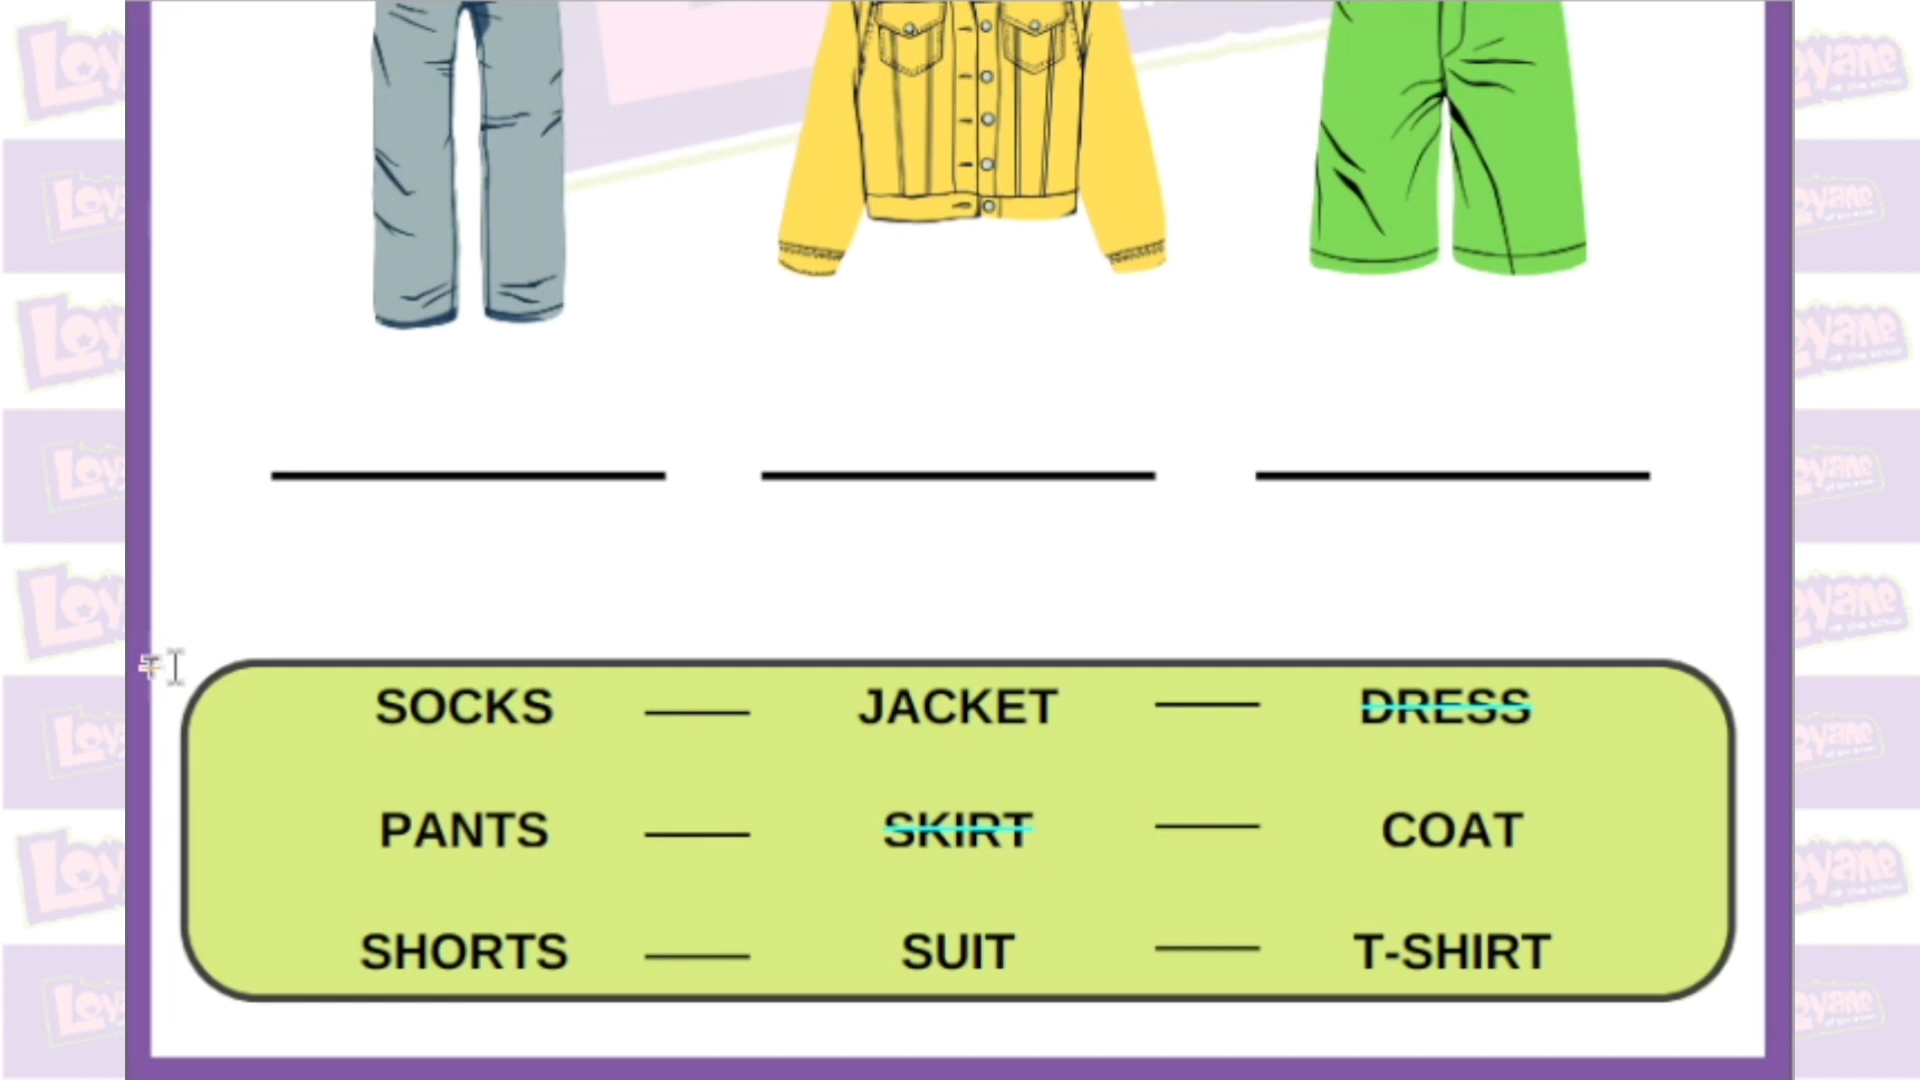 SOCKS — JACKET — DRESS
PANTS — SKIRT — COAT
SHORTS — SUIT — T-SHIRT